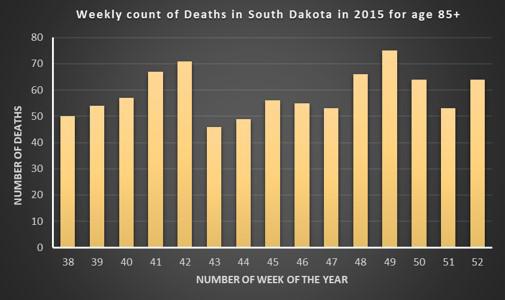 Weekly count of Deaths in South Dakota in 2015 for age 85+
NUMBER OF DEATHS
80
70
60
50
40
30
20
10
0
38 39 40 41 42 43 44 45 46 47 48 49 50 51 52
NUMBER OF WEEK OF THE YEAR